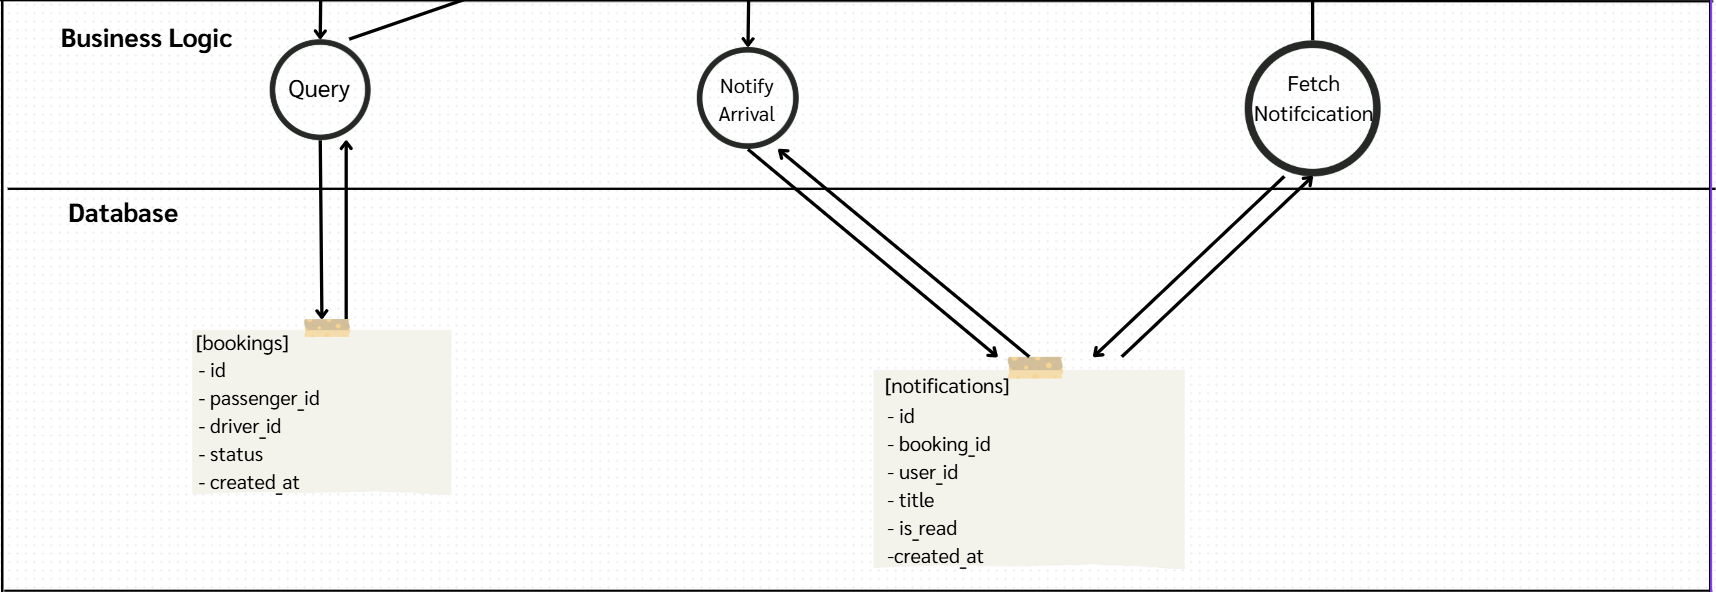 Business Logic
Query
Notify
Arrival
Fetch
Notifcication
Database
[bookings]
- id
- passenger_id
- driver_id
- status
- created_at
[notifications]
- id
- booking_id
- user_id
- title
- is_read
-created_at